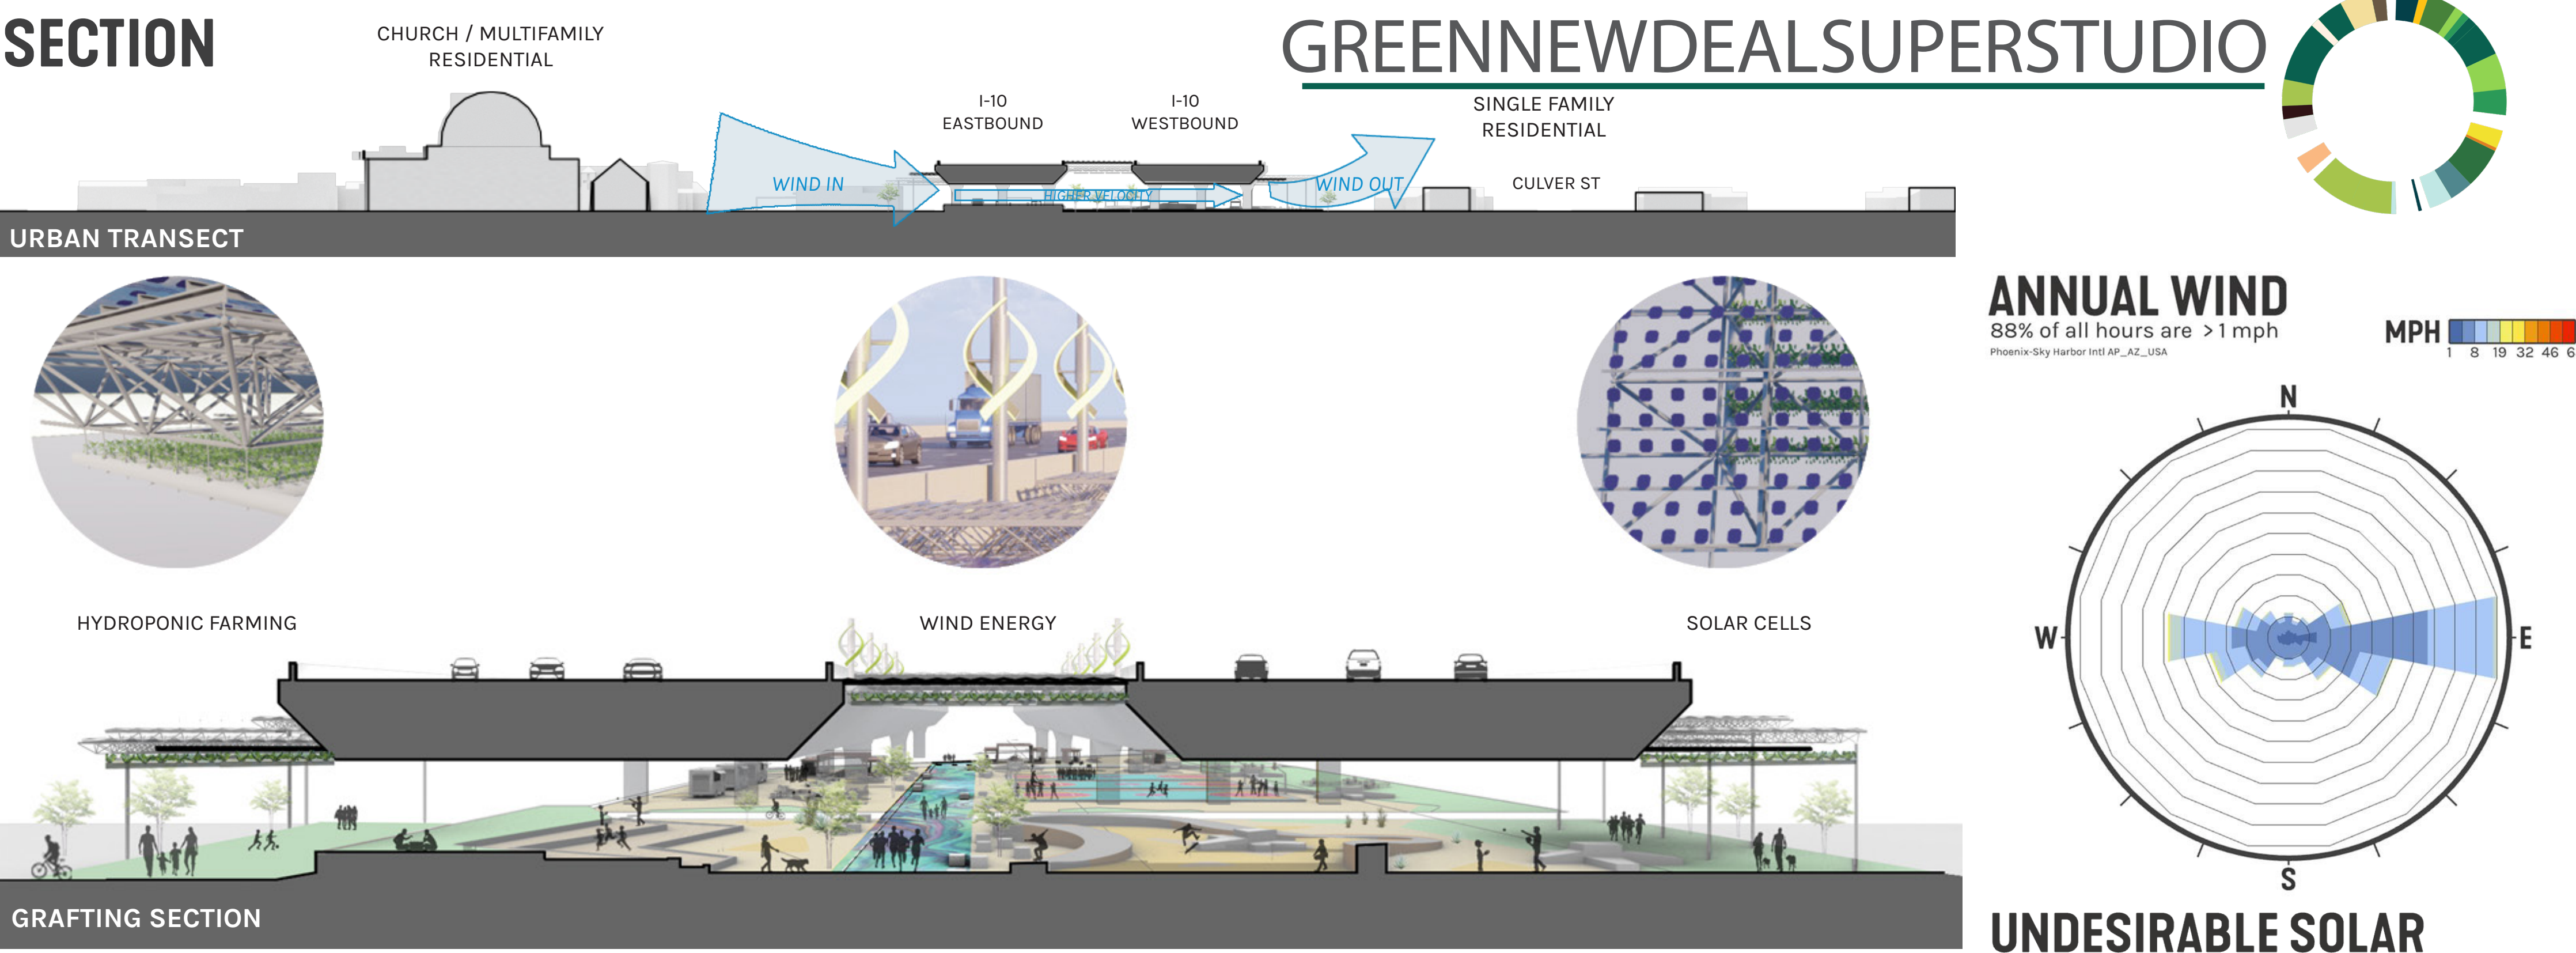 SECTION
CHURCH / MULTIFAMILY
RESIDENTIAL
GREENNEWDEALSUPERSTUDIO
I-10
EASTBOUND
I-10
WESTBOUND
SINGLE FAMILY
RESIDENTIAL
WIND IN
HIGHER VELOCITY
WIND OUT
CULVER ST
URBAN TRANSECT
ANNUAL WIND
88% of all hours are >1 mph
Phoenix-Sky Harbor Intl AP_AZ_USA
MPH
1 8 19 32 46 6
N
W
E
S
HYDROPONIC FARMING
WIND ENERGY
SOLAR CELLS
GRAFTING SECTION
UNDESIRABLE SOLAR